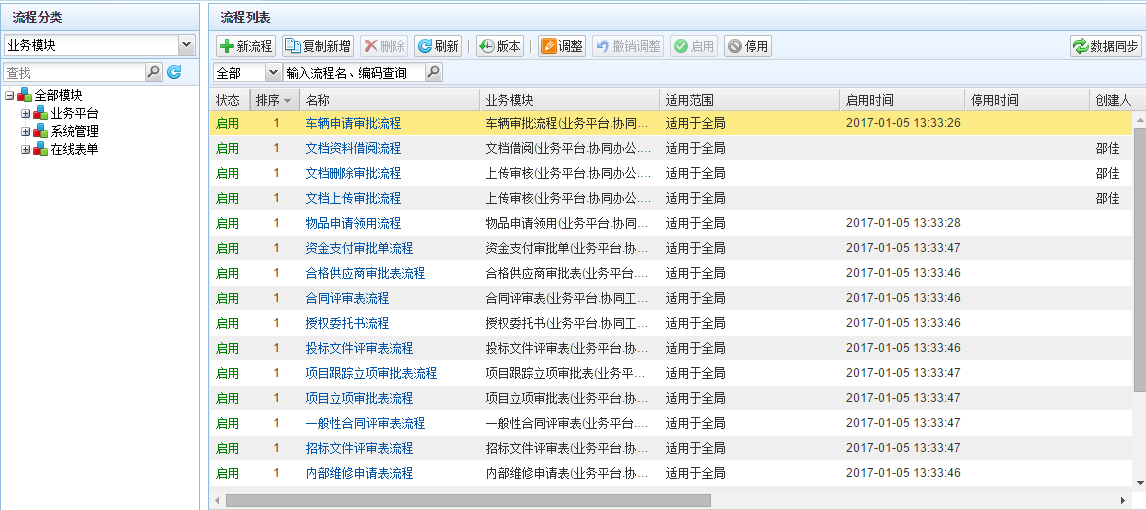 流程分类
业务模块
查找
全部模块
业务平台
系统管理
在线表单
流程列表
新流程 复制新增 删除 刷新 版本 调整 撤销调整 启用 停用 数据同步
全部 输入流程名、编码查询
状态 排序 名称 业务模块 适用范围 启用时间 停用时间 创建人
启用 1 车辆申请审批流程 车辆审批流程(业务平台.协同... 适用于全局 2017-01-05 13:33:26
启用 1 文档资料借阅流程 文档借阅(业务平台.协同办公.... 适用于全局 邵佳
启用 1 文档删除审批流程 上传审核(业务平台.协同办公.... 适用于全局 邵佳
启用 1 文档上传审批流程 上传审核(业务平台.协同办公.... 适用于全局 邵佳
启用 1 物品申请领用流程 物品申请领用(业务平台.协同... 适用于全局 2017-01-05 13:33:28
启用 1 资金支付审批单流程 资金支付审批单(业务平台.协... 适用于全局 2017-01-05 13:33:47
启用 1 合格供应商审批表流程 合格供应商审批表(业务平台.... 适用于全局 2017-01-05 13:33:46
启用 1 合同评审表流程 合同评审表(业务平台.协同工... 适用于全局 2017-01-05 13:33:46
启用 1 授权委托书流程 授权委托书(业务平台.协同工... 适用于全局 2017-01-05 13:33:46
启用 1 投标文件评审表流程 投标文件评审表(业务平台.协... 适用于全局 2017-01-05 13:33:46
启用 1 项目跟踪立项审批表流程 项目跟踪立项审批表(业务平... 适用于全局 2017-01-05 13:33:47
启用 1 项目立项审批表流程 项目立项审批表(业务平台.协... 适用于全局 2017-01-05 13:33:47
启用 1 一般性合同评审表流程 一般性合同评审表(业务平台.... 适用于全局 2017-01-05 13:33:47
启用 1 招标文件评审表流程 招标文件评审表(业务平台.协... 适用于全局 2017-01-05 13:33:47
启用 1 内部维修申请表流程 内部维修申请表(业务平台.协... 适用于全局 2017-01-05 13:33:46